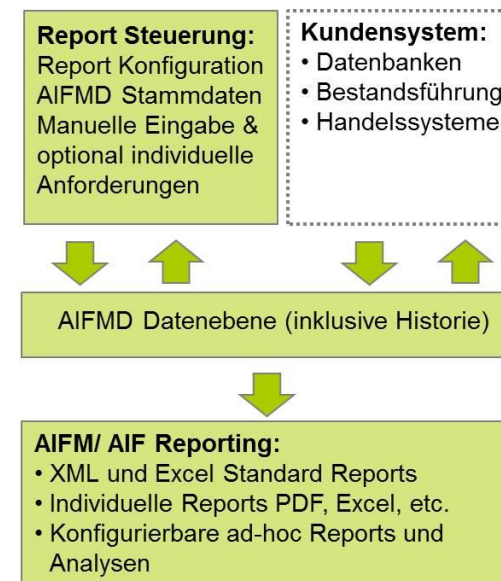 Report Steuerung:
Report Konfiguration
AIFMD Stammdaten
Manuelle Eingabe &
optional individuelle
Anforderungen
Kundensystem:
• Datenbanken
• Bestandsführung
• Handelssysteme
AIFMD Datenebene (inklusive Historie)
AIFM/ AIF Reporting:
• XML und Excel Standard Reports
• Individuelle Reports PDF, Excel, etc.
• Konfigurierbare ad-hoc Reports und
Analysen